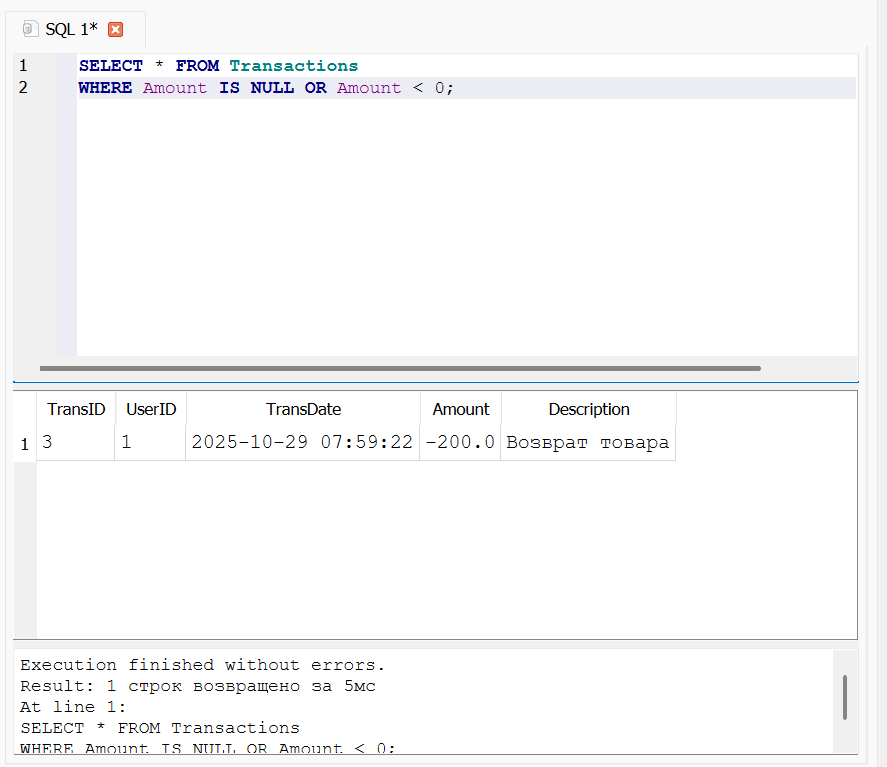 SQL 1*
1 SELECT * FROM Transactions
2 WHERE Amount IS NULL OR Amount < 0;
TransID UserID TransDate Amount Description
1 3 1 2025-10-29 07:59:22 -200.0 Возврат товара
Execution finished without errors.
Result: 1 строк возвращено за 5мс
At line 1:
SELECT * FROM Transactions
WHERE Amount IS NULL OR Amount < 0;